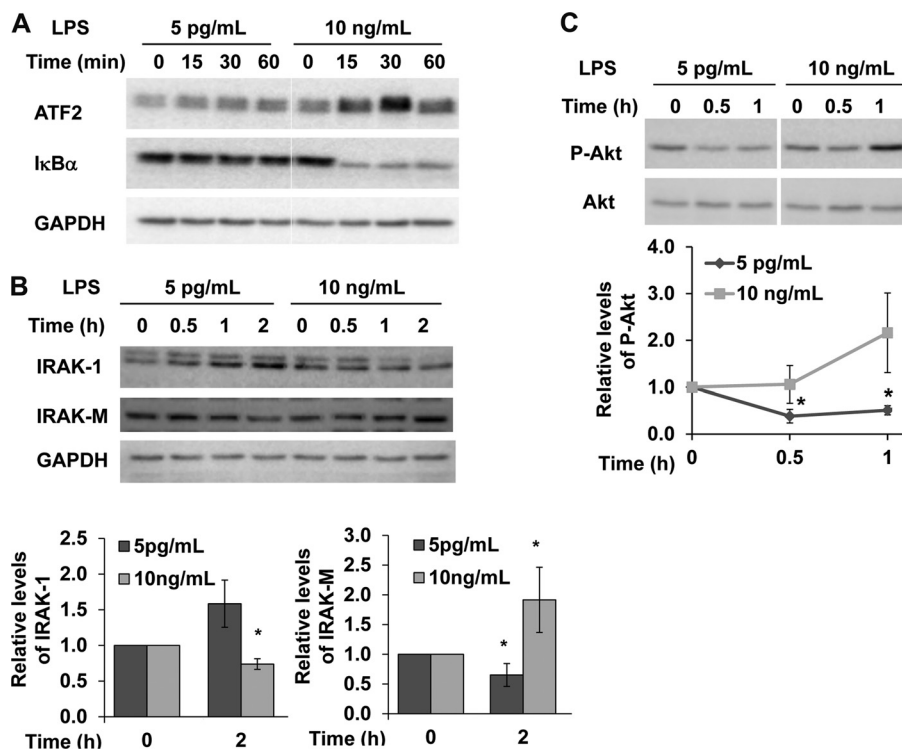 A
LPS 5 pg/mL 10 ng/mL
Time (min) 0 15 30 60 0 15 30 60
ATF2
IκBα
GAPDH
B
LPS 5 pg/mL 10 ng/mL
Time (h) 0 0.5 1 2 0 0.5 1 2
IRAK-1
IRAK-M
GAPDH
2.5
2.0
1.5
1.0
0.5
0.0
Relative levels
of IRAK-1
5pg/mL
10ng/mL
*
Time (h) 0 2
3.0
2.5
2.0
1.5
1.0
0.5
0.0
Relative levels
of IRAK-M
5pg/mL
10ng/mL
*
*
Time (h) 0 2
C
LPS 5 pg/mL 10 ng/mL
Time (h) 0 0.5 1 0 0.5 1
P-Akt
Akt
4.0
3.0
2.0
1.0
0.0
Relative levels
of P-Akt
5 pg/mL
10 ng/mL
*
*
Time (h) 0 0.5 1